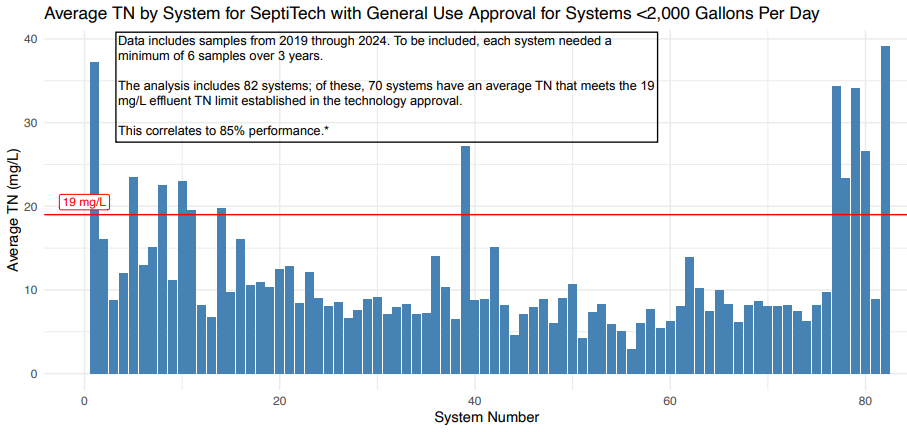 Average TN by System for SeptiTech with General Use Approval for Systems <2,000 Gallons Per Day
Data includes samples from 2019 through 2024. To be included, each system needed a
minimum of 6 samples over 3 years.
The analysis includes 82 systems; of these, 70 systems have an average TN that meets the 19
mg/L effluent TN limit established in the technology approval.
This correlates to 85% performance.*
40
30
20
10
0
19 mg/L
Average TN (mg/L)
0
20
40
60
80
System Number